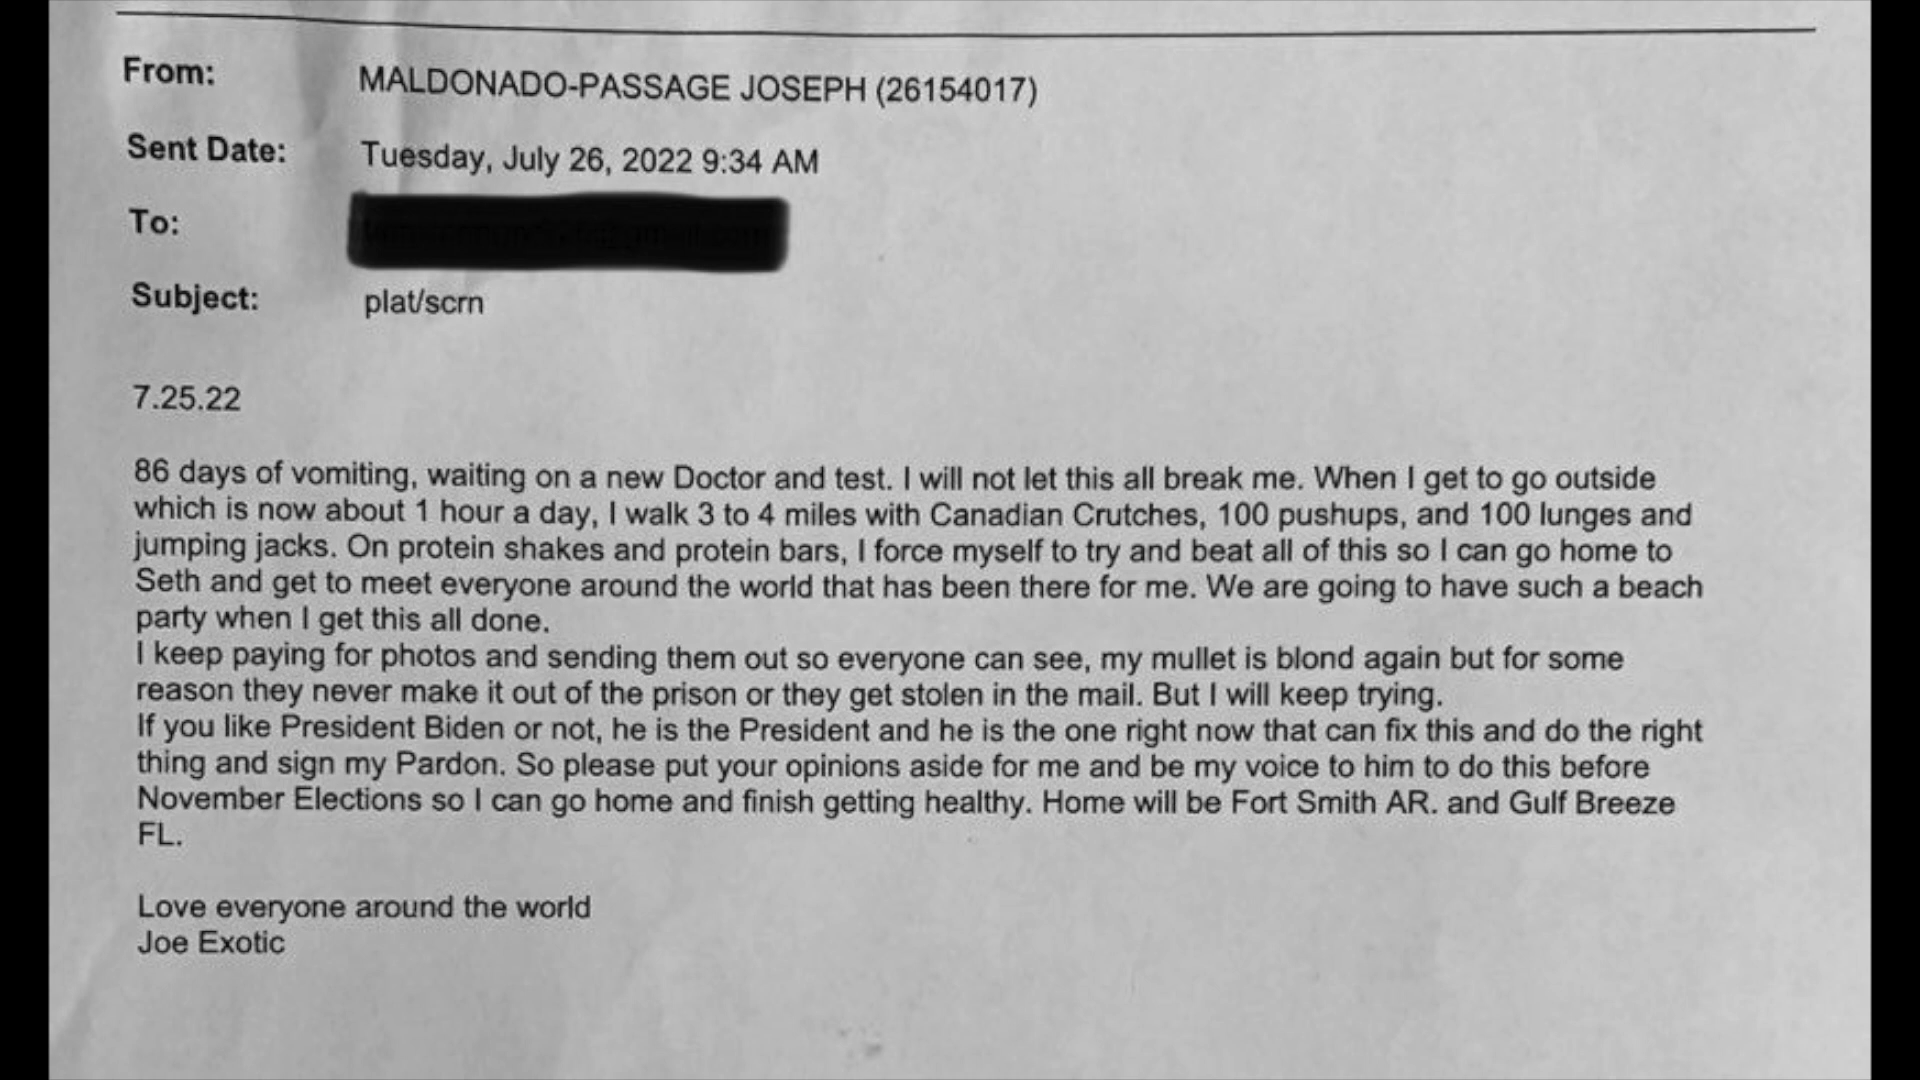 From: MALDONADO-PASSAGE JOSEPH (26154017)
Sent Date: Tuesday, July 26, 2022 9:34 AM
To:
Subject: plat/scrn
7.25.22
86 days of vomiting, waiting on a new Doctor and test. I will not let this all break me. When I get to go outside
which is now about 1 hour a day, I walk 3 to 4 miles with Canadian Crutches, 100 pushups, and 100 lunges and
jumping jacks. On protein shakes and protein bars, I force myself to try and beat all of this so I can go home to
Seth and get to meet everyone around the world that has been there for me. We are going to have such a beach
party when I get this all done.
I keep paying for photos and sending them out so everyone can see, my mullet is blond again but for some
reason they never make it out of the prison or they get stolen in the mail. But I will keep trying.
If you like President Biden or not, he is the President and he is the one right now that can fix this and do the right
thing and sign my Pardon. So please put your opinions aside for me and be my voice to him to do this before
November Elections so I can go home and finish getting healthy. Home will be Fort Smith AR. and Gulf Breeze
FL.
Love everyone around the world
Joe Exotic